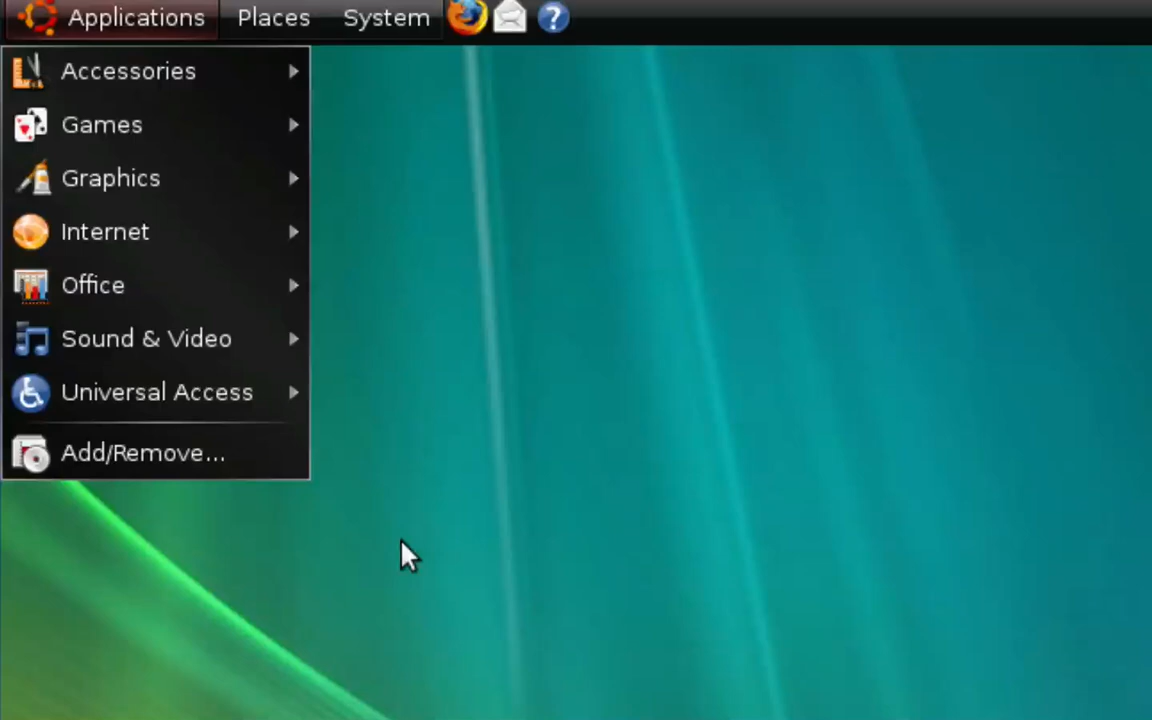 Applications Places System
Accessories
Games
Graphics
Internet
Office
Sound & Video
Universal Access
Add/Remove...